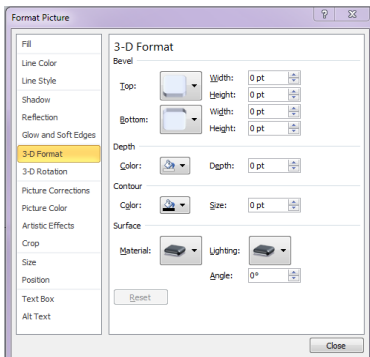 Format Picture
Fill
Line Color
Line Style
Shadow
Reflection
Glow and Soft Edges
3-D Format
3-D Rotation
Picture Corrections
Picture Color
Artistic Effects
Crop
Size
Position
Text Box
Alt Text
3-D Format
Bevel
Top:
Width: 0 pt
Height: 0 pt
Bottom:
Width: 0 pt
Height: 0 pt
Depth
Color: Depth: 0 pt
Contour
Color: Size: 0 pt
Surface
Material: Lighting:
Angle: 0°
Reset
Close